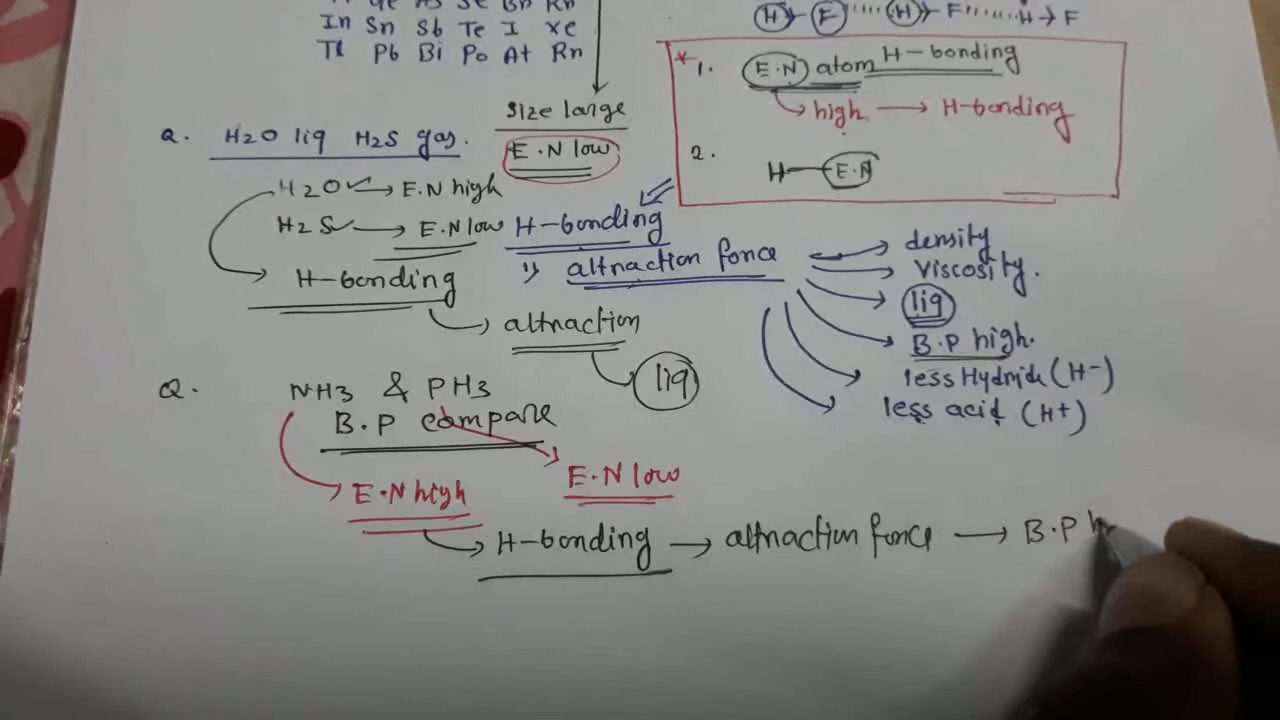 In Sn Sb Te I Xe
Tl Pb Bi Po At Rn
H F H F H → F
* 1. E.N atom H-bonding
high → H-bonding
2. H — E.N
size large
E.N low
Q. H2O liq H2S gas.
H2O → E.N high
H2S → E.N low
H-bonding
attraction
liq
H-bonding
" attraction force
density
viscosity.
liq
B.P high.
less Hydride (H-)
less acid (H+)
Q. NH3 & PH3
B.P compare
E.N high
E.N low
H-bonding → attraction force → B.P h